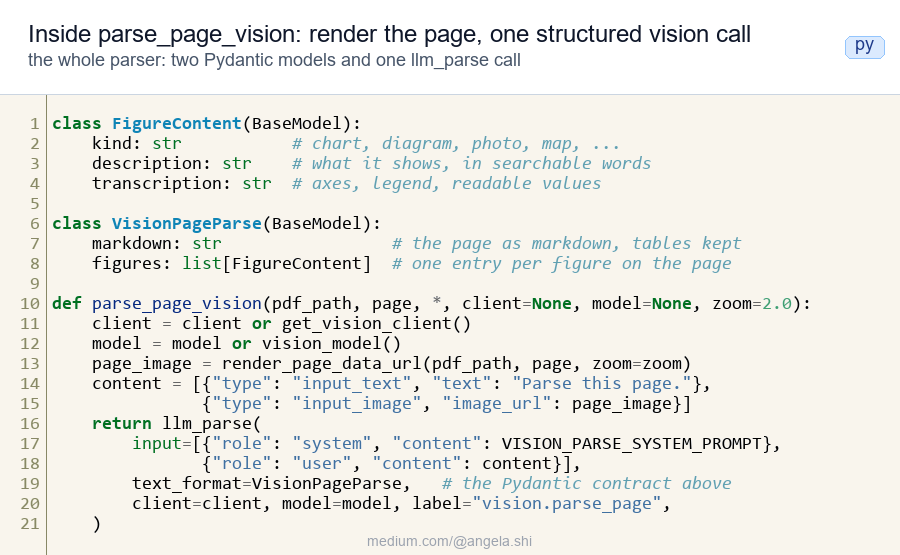 Inside parse_page_vision: render the page, one structured vision call
the whole parser: two Pydantic models and one llm_parse call
py
1 class FigureContent(BaseModel):
2     kind: str           # chart, diagram, photo, map, ...
3     description: str    # what it shows, in searchable words
4     transcription: str  # axes, legend, readable values
5
6 class VisionPageParse(BaseModel):
7     markdown: str                 # the page as markdown, tables kept
8     figures: list[FigureContent]  # one entry per figure on the page
9
10 def parse_page_vision(pdf_path, page, *, client=None, model=None, zoom=2.0):
11     client = client or get_vision_client()
12     model = model or vision_model()
13     page_image = render_page_data_url(pdf_path, page, zoom=zoom)
14     content = [{"type": "input_text", "text": "Parse this page."},
15                {"type": "input_image", "image_url": page_image}]
16     return llm_parse(
17         input=[{"role": "system", "content": VISION_PARSE_SYSTEM_PROMPT},
18                {"role": "user", "content": content}],
19         text_format=VisionPageParse,   # the Pydantic contract above
20         client=client, model=model, label="vision.parse_page",
21     )
medium.com/@angela.shi